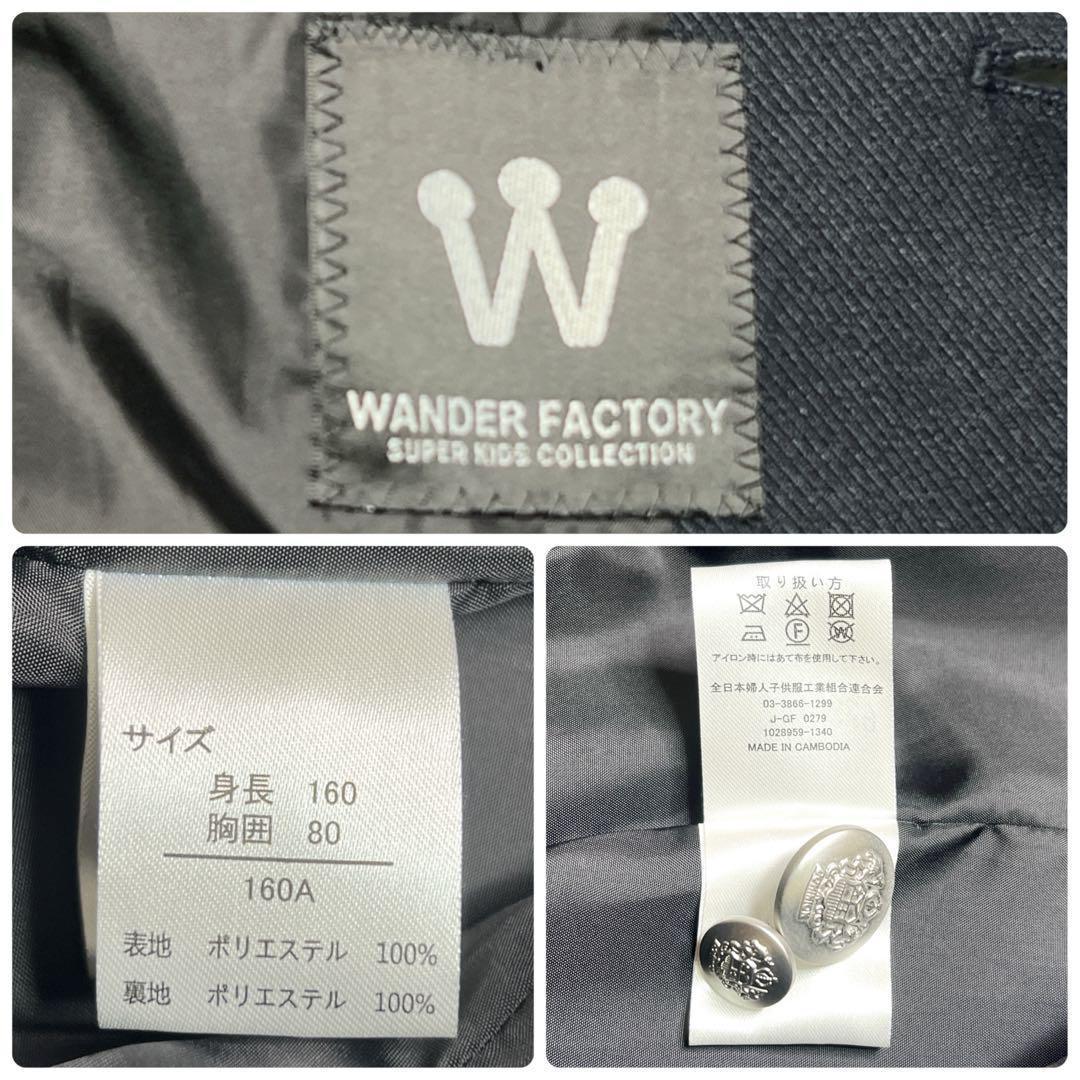 W
WANDER FACTORY
SUPER KIDS COLLECTION
サイズ
身長 160
胸囲 80
160A
表地 ポリエステル 100%
裏地 ポリエステル 100%
取り扱い方
F W
アイロン時にはあて布を使用して下さい。
全日本婦人子供服工業組合連合会
03-3866-1299
J-GF 0279
1028959-1340
MADE IN CAMBODIA